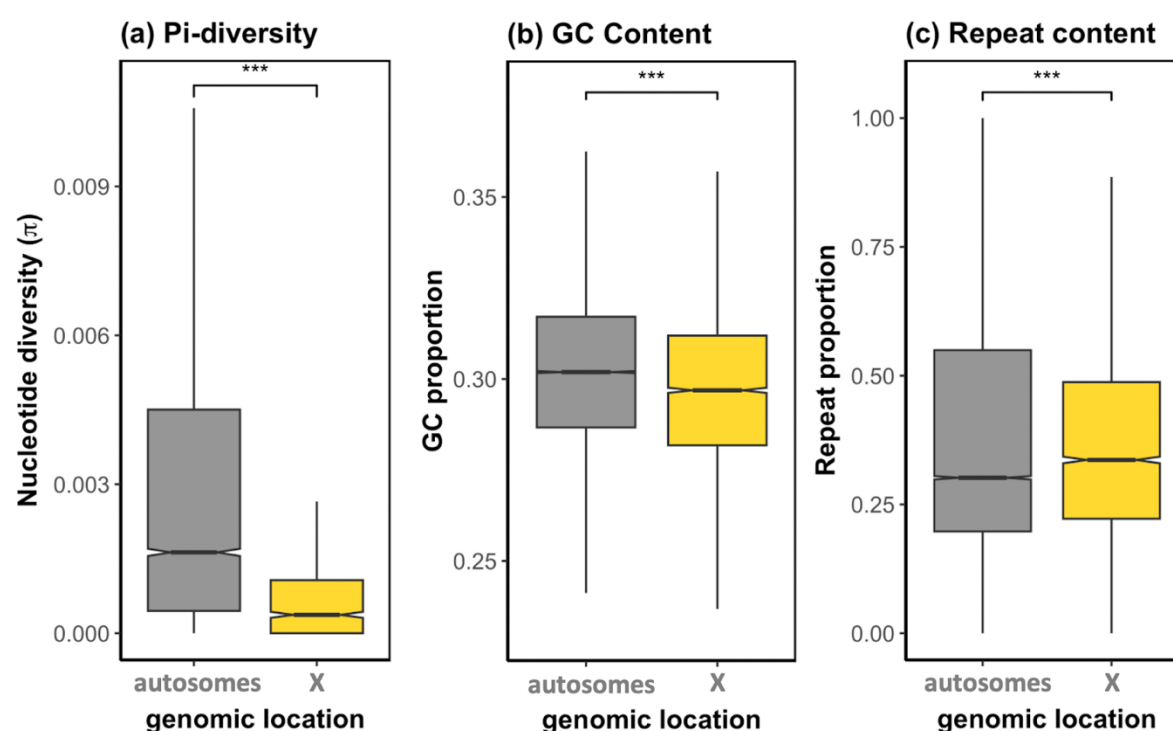 (a) Pi-diversity
***
Nucleotide diversity (π)
0.009
0.006
0.003
0.000
autosomes X
genomic location
(b) GC Content
***
GC proportion
0.35
0.30
0.25
autosomes X
genomic location
(c) Repeat content
***
Repeat proportion
1.00
0.75
0.50
0.25
0.00
autosomes X
genomic location